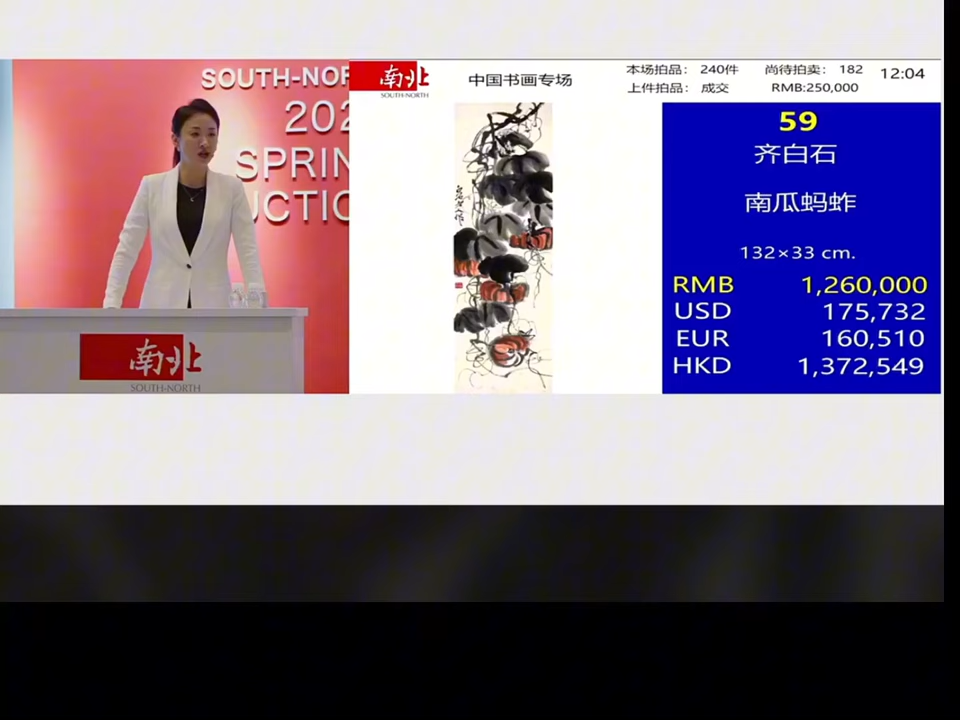 SOUTH-NOR
202
SPRIN
UCTIO
南北
SOUTH-NORTH
南北
SOUTH-NORTH
中国书画专场
本场拍品: 240件 尚待拍卖: 182
上件拍品: 成交 RMB:250,000
12:04
59
齐白石
南瓜蚂蚱
132×33 cm.
RMB 1,260,000
USD 175,732
EUR 160,510
HKD 1,372,549